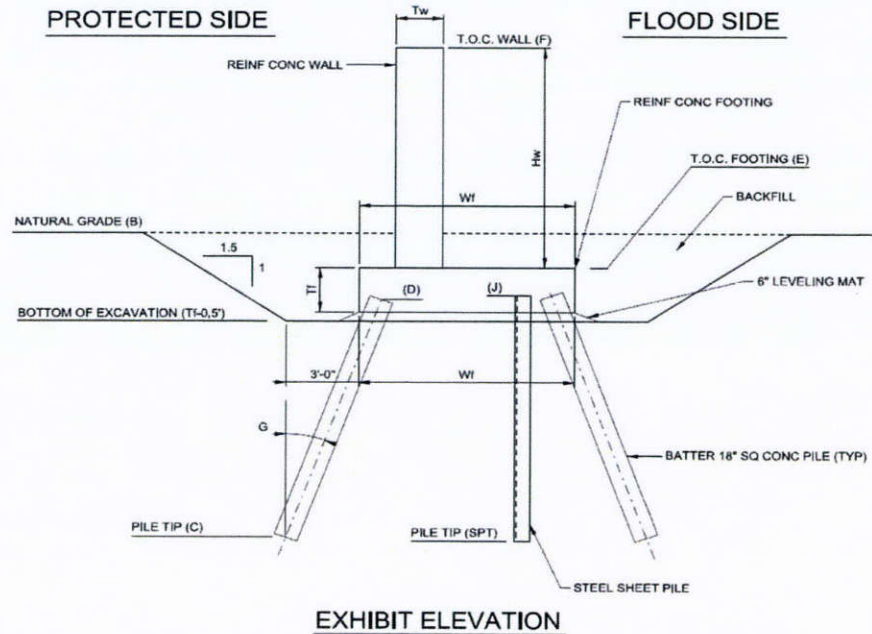 PROTECTED SIDE
Tw
FLOOD SIDE
T.O.C. WALL (F)
REINF CONC WALL
REINF CONC FOOTING
Hw
T.O.C. FOOTING (E)
Wf
BACKFILL
NATURAL GRADE (B)
1.5
1
Tf
(D)
(J)
6" LEVELING MAT
BOTTOM OF EXCAVATION (Tf-0,5')
3'-0"
Wf
G
BATTER 18" SQ CONC PILE (TYP)
PILE TIP (C)
PILE TIP (SPT)
STEEL SHEET PILE
EXHIBIT ELEVATION